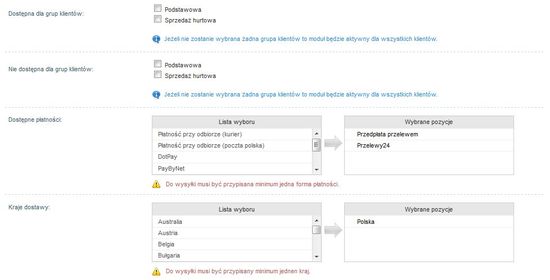 Dostępna dla grup klientów:
Podstawowa
Sprzedaż hurtowa
Jeżeli nie zostanie wybrana żadna grupa klientów to moduł będzie aktywny dla wszystkich klientów.
Nie dostępna dla grup klientów:
Podstawowa
Sprzedaż hurtowa
Jeżeli nie zostanie wybrana żadna grupa klientów to moduł będzie aktywny dla wszystkich klientów.
Dostępne płatności:
Lista wyboru
Wybrane pozycje
Płatność przy odbiorze (kurier)
Przedpłata przelewem
Płatność przy odbiorze (poczta polska)
Przelewy24
DotPay
PayByNet
Do wysyłki musi być przypisana minimum jedna forma płatności.
Kraje dostawy:
Lista wyboru
Wybrane pozycje
Australia
Polska
Austria
Belgia
Bułgaria
Do wysyłki musi być przypisany minimum jednen kraj.